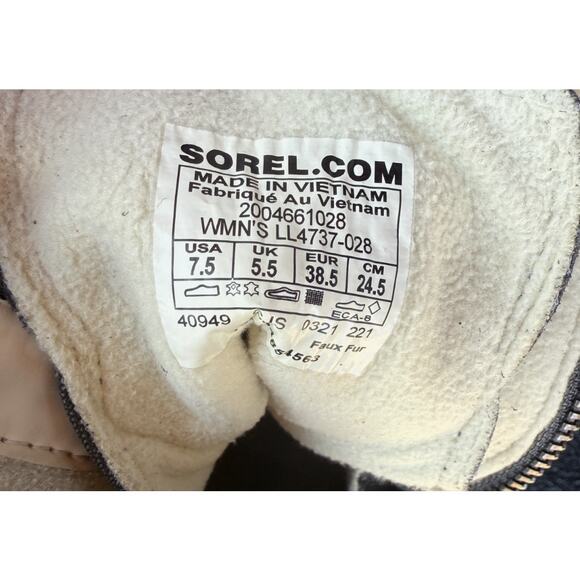 SOREL.COM
MADE IN VIETNAM
Fabriqué Au Vietnam
2004661028
WMN'S LL4737-028
USA UK EUR CM
7.5 5.5 38.5 24.5
ECA-8
40949 0321 221
Faux Fur